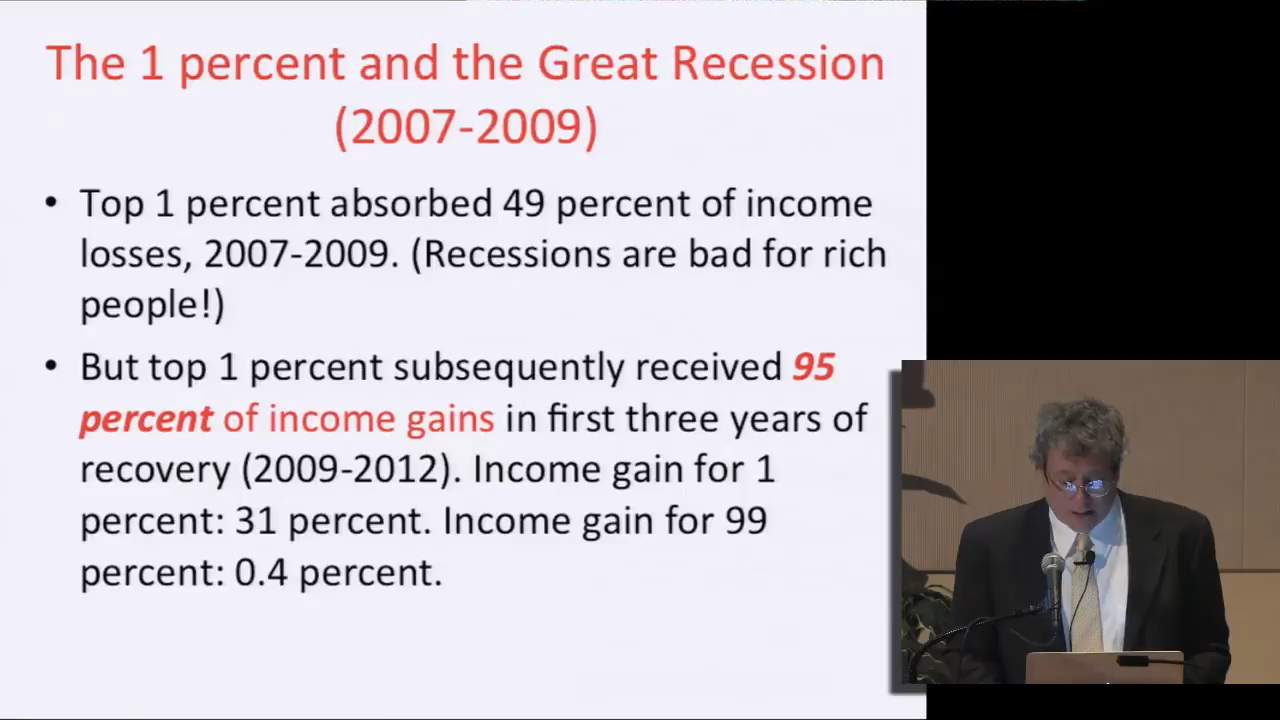 The 1 percent and the Great Recession
(2007-2009)
• Top 1 percent absorbed 49 percent of income
losses, 2007-2009. (Recessions are bad for rich
people!)
• But top 1 percent subsequently received 95
percent of income gains in first three years of
recovery (2009-2012). Income gain for 1
percent: 31 percent. Income gain for 99
percent: 0.4 percent.